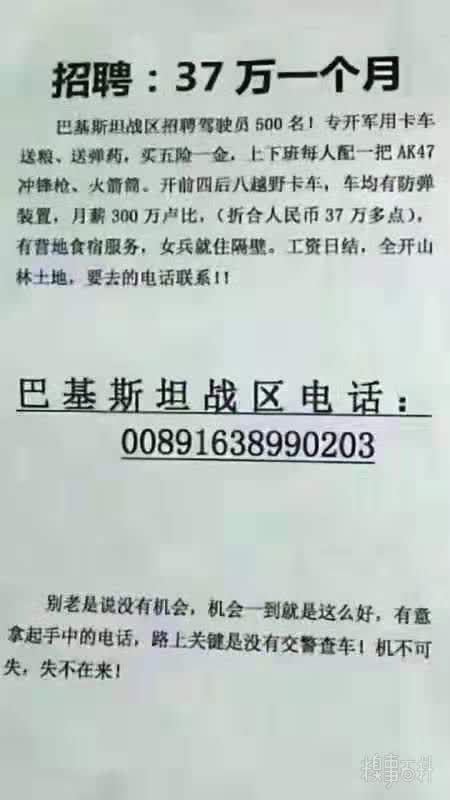 招聘：37万一个月
巴基斯坦战区招聘驾驶员500名！专开军用卡车
送粮、送弹药，买五险一金，上下班每人配一把AK47
冲锋枪、火箭筒。开前四后八越野卡车，车均有防弹
装置，月薪300万卢比，（折合人民币37万多点），
有营地食宿服务，女兵就住隔壁。工资日结，全开山
林土地，要去的电话联系！！
巴基斯坦战区电话：
00891638990203
别老是说没有机会，机会一到就是这么好，有意
拿起手中的电话，路上关键是没有交警查车！机不可
失，失不在来！
糗事百科